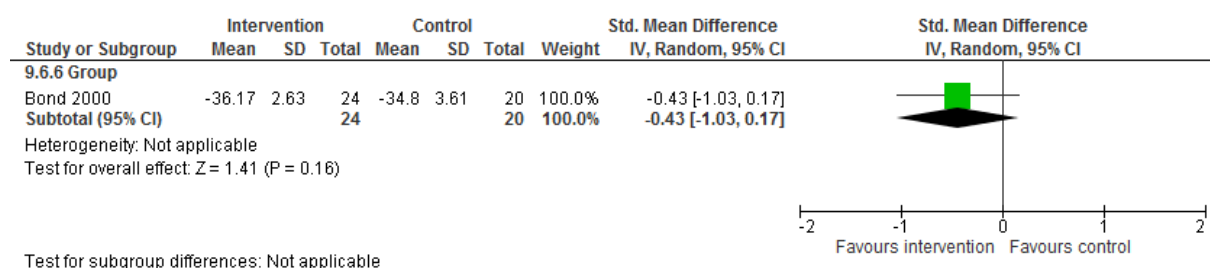 Intervention Control Std. Mean Difference Std. Mean Difference
Study or Subgroup Mean SD Total Mean SD Total Weight IV, Random, 95% CI IV, Random, 95% CI
9.6.6 Group
Bond 2000 -36.17 2.63 24 -34.8 3.61 20 100.0% -0.43 [-1.03, 0.17]
Subtotal (95% CI) 24 20 100.0% -0.43 [-1.03, 0.17]
Heterogeneity: Not applicable
Test for overall effect: Z = 1.41 (P = 0.16)
-2 -1 0 1 2
Favours intervention Favours control
Test for subgroup differences: Not applicable